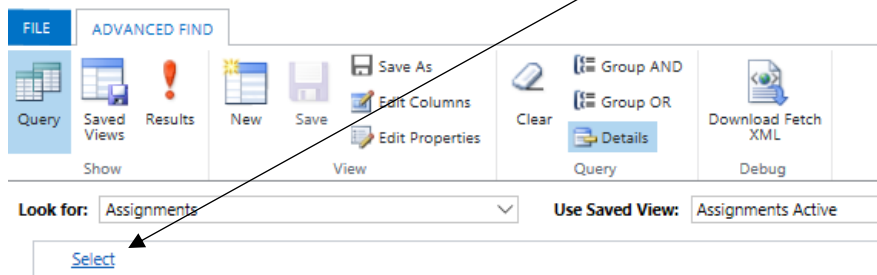 FILE ADVANCED FIND
Query
Saved Views
Results
New
Save
Save As
Edit Columns
Edit Properties
Clear
Group AND
Group OR
Details
Download Fetch XML
Show View Query Debug
Look for: Assignments Use Saved View: Assignments Active
Select